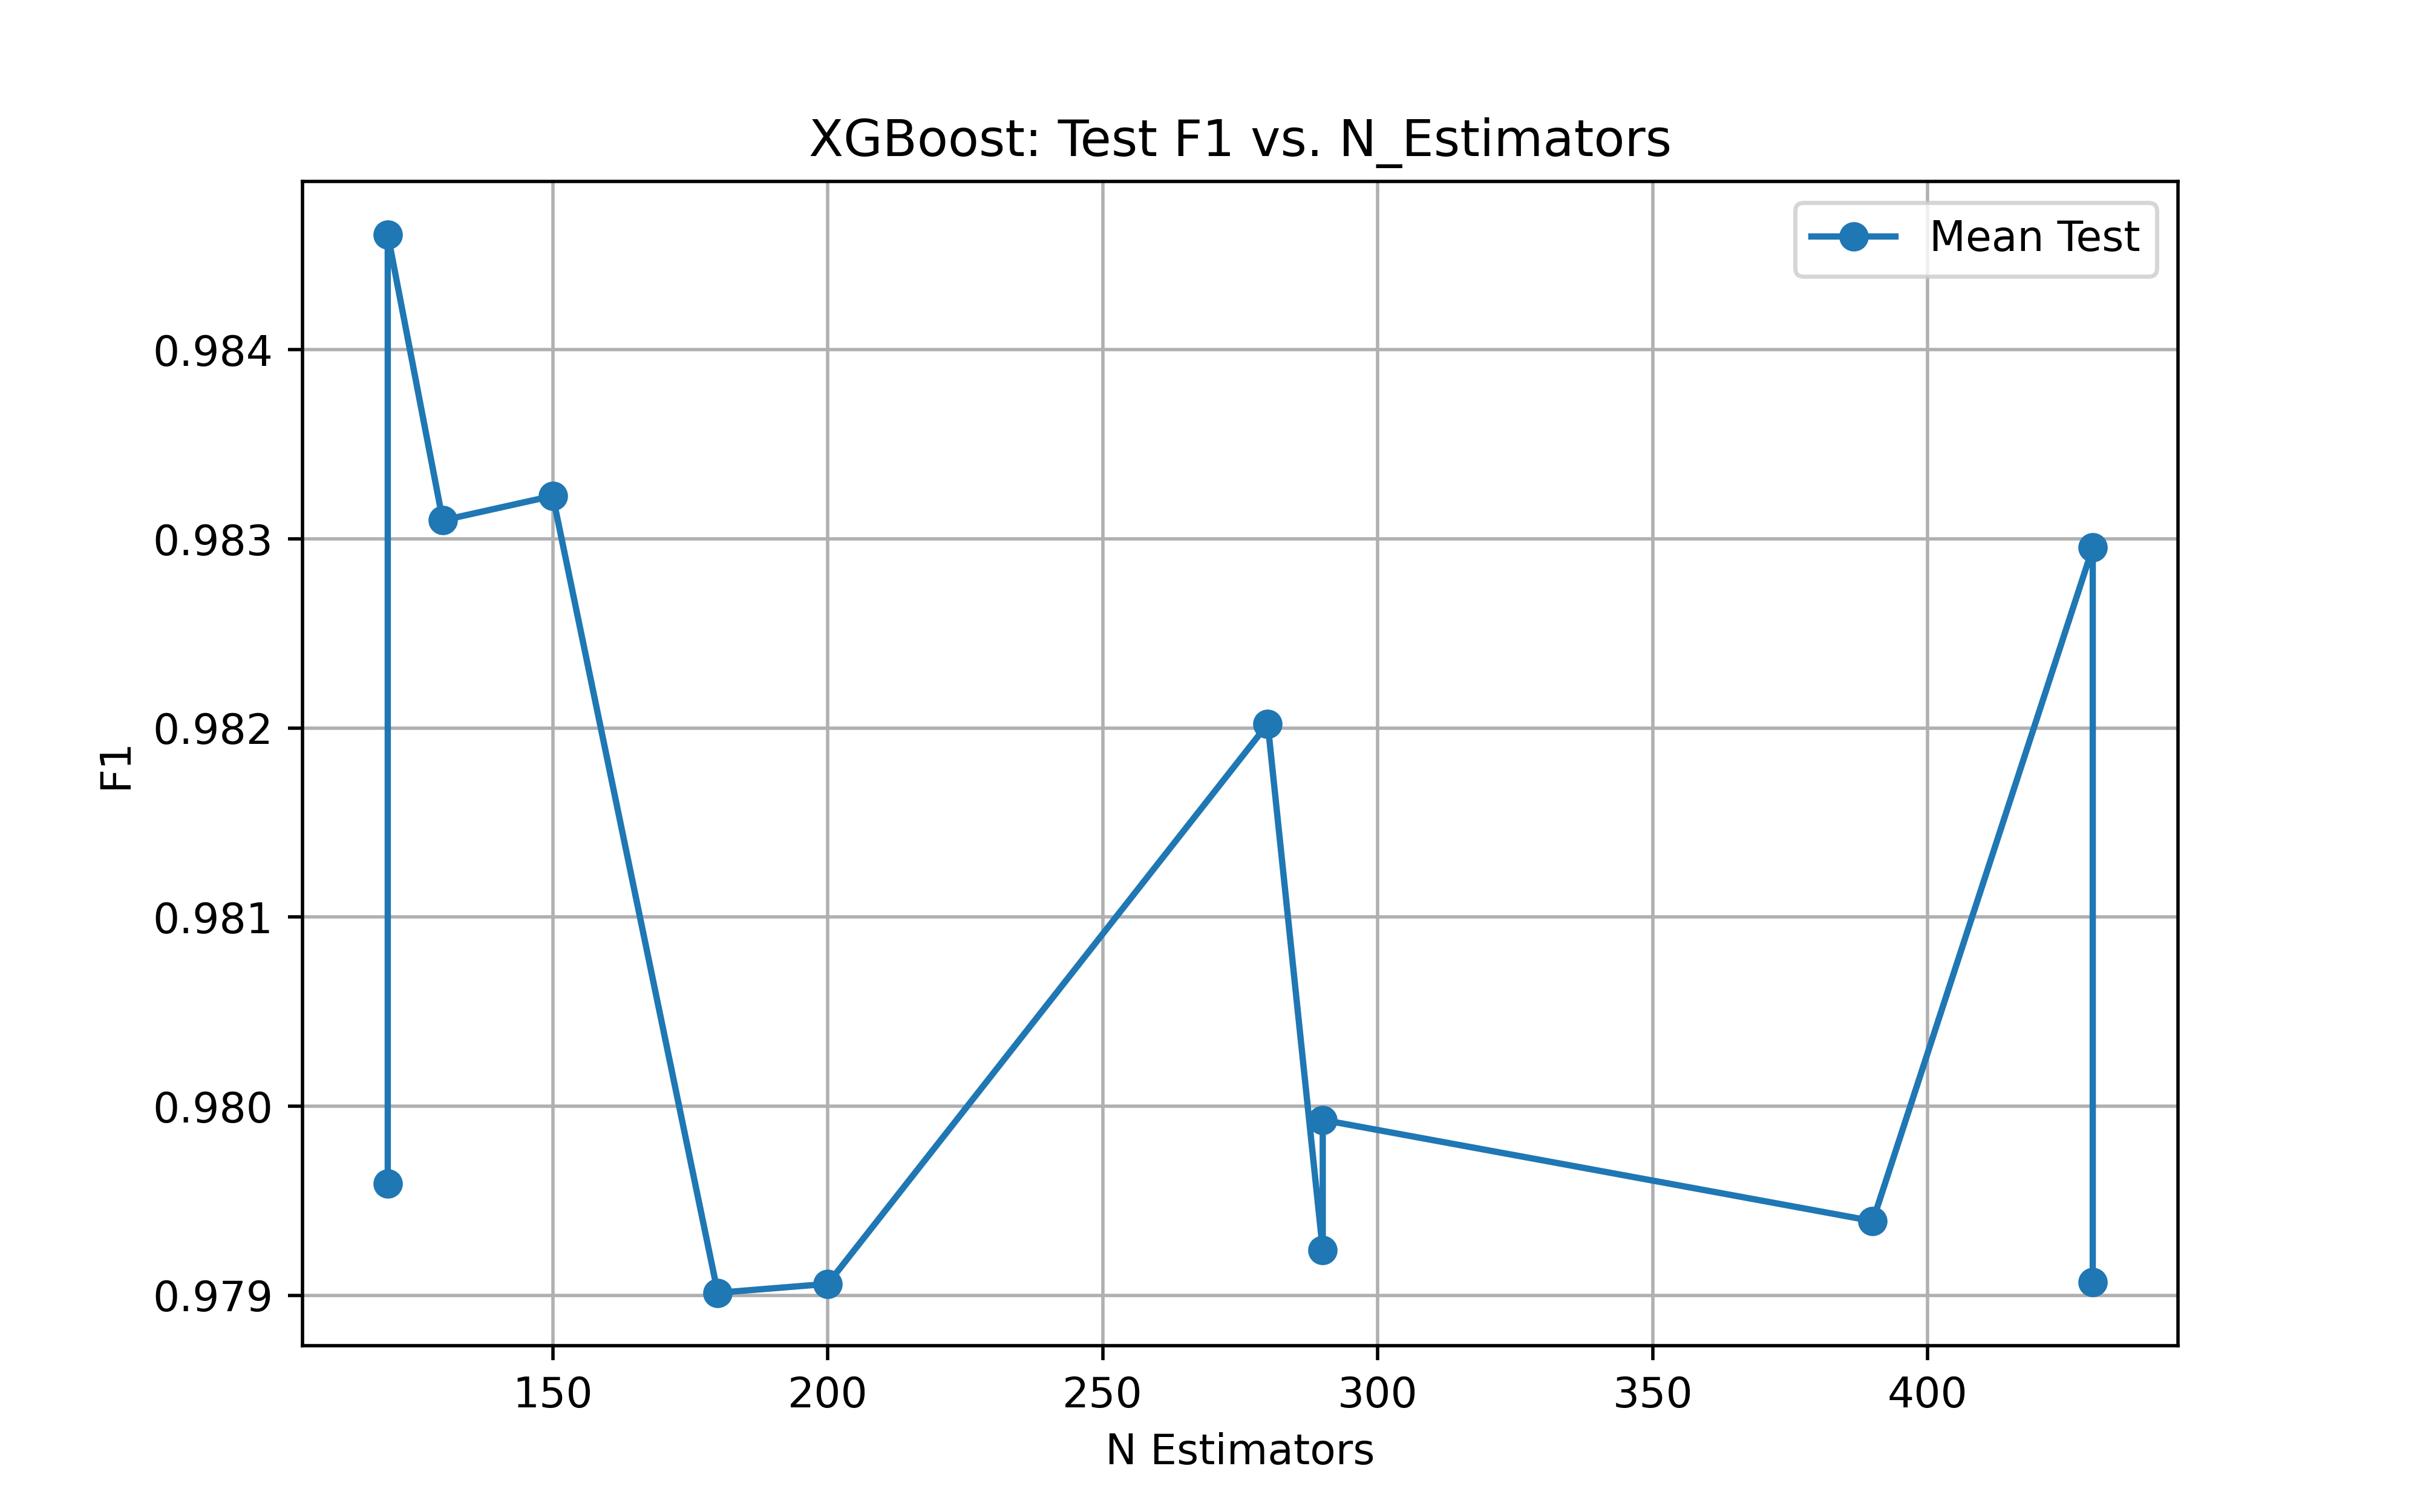 XGBoost: Test F1 vs. N_Estimators
Mean Test
0.984
0.983
0.982
0.981
0.980
0.979
F1
150 200 250 300 350 400
N Estimators